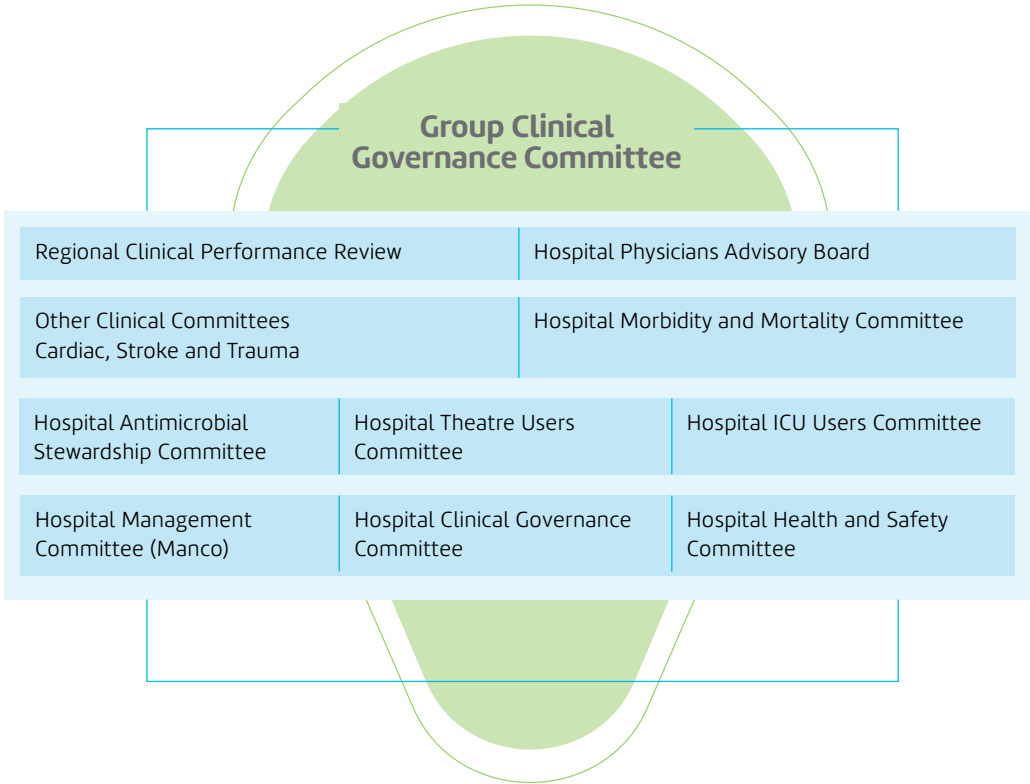 Group Clinical
Governance Committee
Regional Clinical Performance Review
Hospital Physicians Advisory Board
Other Clinical Committees
Cardiac, Stroke and Trauma
Hospital Morbidity and Mortality Committee
Hospital Antimicrobial
Stewardship Committee
Hospital Theatre Users
Committee
Hospital ICU Users Committee
Hospital Management
Committee (Manco)
Hospital Clinical Governance
Committee
Hospital Health and Safety
Committee